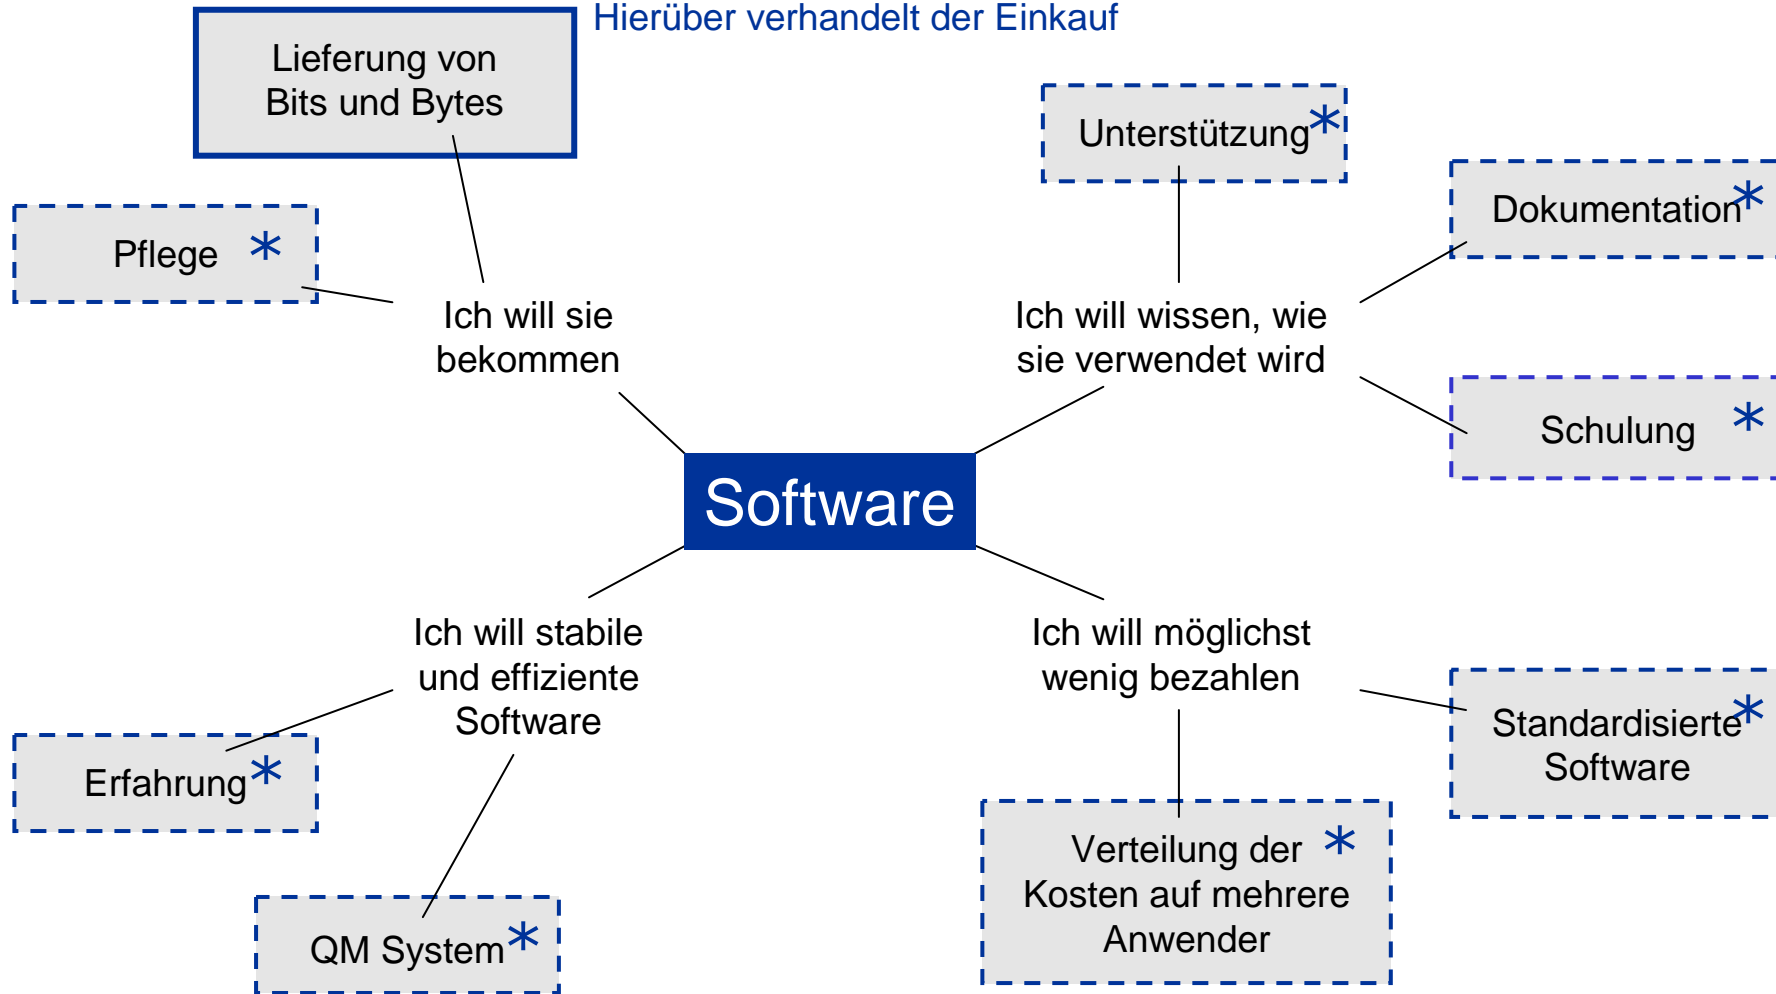 Hierüber verhandelt der Einkauf
Lieferung von
Bits und Bytes
Unterstützung*
Dokumentation*
Pflege *
Ich will sie
bekommen
Ich will wissen, wie
sie verwendet wird
Schulung *
Software
Ich will stabile
und effiziente
Software
Ich will möglichst
wenig bezahlen
Standardisierte*
Software
Erfahrung*
Verteilung der *
Kosten auf mehrere
Anwender
QM System*